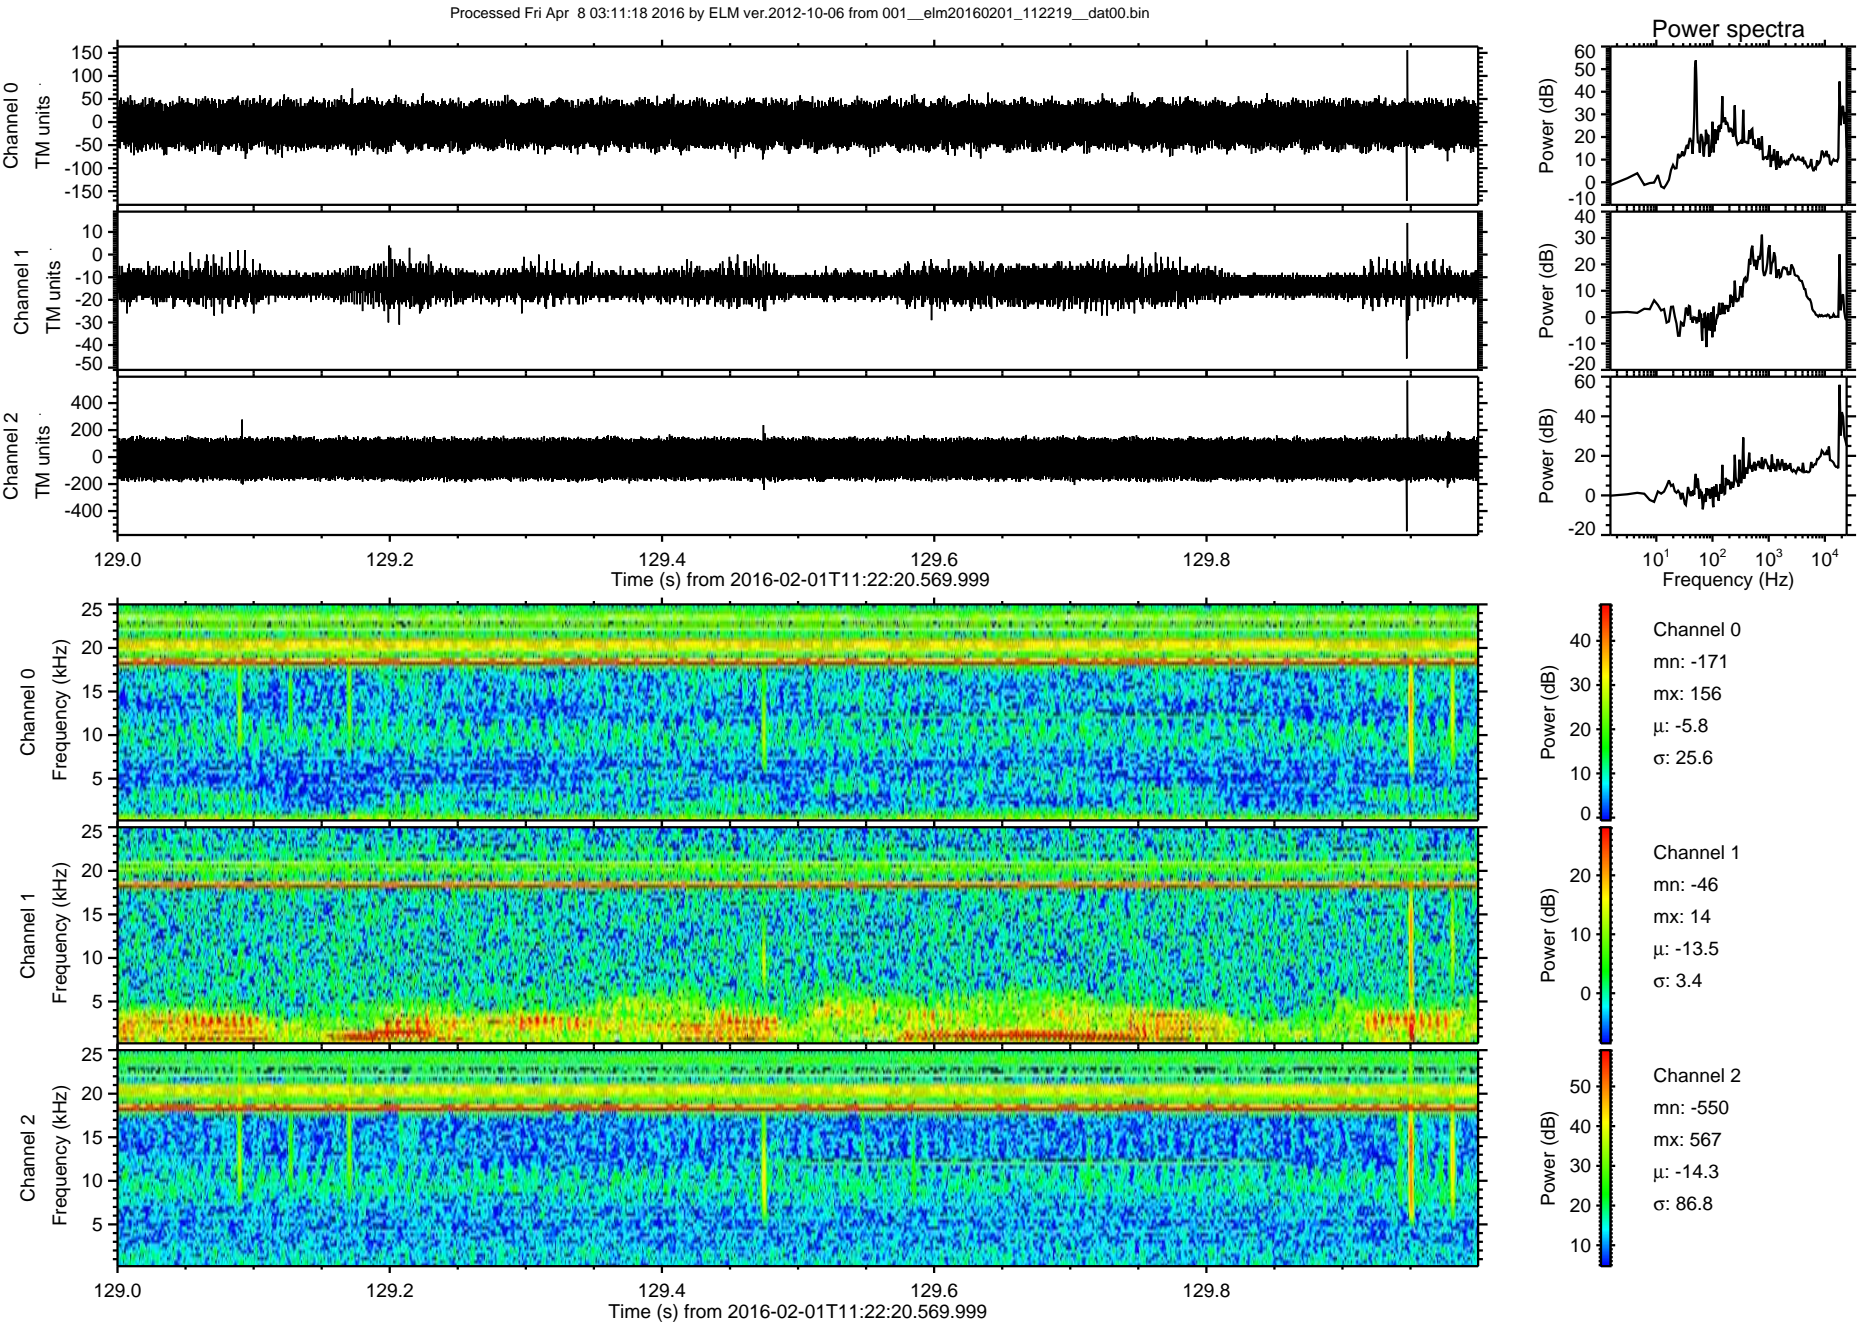 Processed Fri Apr  8 03:11:18 2016 by ELM ver.2012-10-06 from 001__elm20160201_112219__dat00.bin
Power spectra
Channel 0
TM units
150
100
50
0
-50
-100
-150
Power (dB)
60
50
40
30
20
10
0
-10
Channel 1
TM units
10
0
-10
-20
-30
-40
-50
Power (dB)
40
30
20
10
0
-10
-20
Channel 2
TM units
400
200
0
-200
-400
Power (dB)
60
40
20
0
-20
129.0 129.2 129.4 129.6 129.8
Time (s) from 2016-02-01T11:22:20.569.999
10^1 10^2 10^3 10^4
Frequency (Hz)
Channel 0
Frequency (kHz)
25
20
15
10
5
Power (dB)
40
30
20
10
0
Channel 0
mn: -171
mx: 156
μ: -5.8
σ: 25.6
Channel 1
Frequency (kHz)
25
20
15
10
5
Power (dB)
20
10
0
Channel 1
mn: -46
mx: 14
μ: -13.5
σ: 3.4
Channel 2
Frequency (kHz)
25
20
15
10
5
Power (dB)
50
40
30
20
10
Channel 2
mn: -550
mx: 567
μ: -14.3
σ: 86.8
129.0 129.2 129.4 129.6 129.8
Time (s) from 2016-02-01T11:22:20.569.999